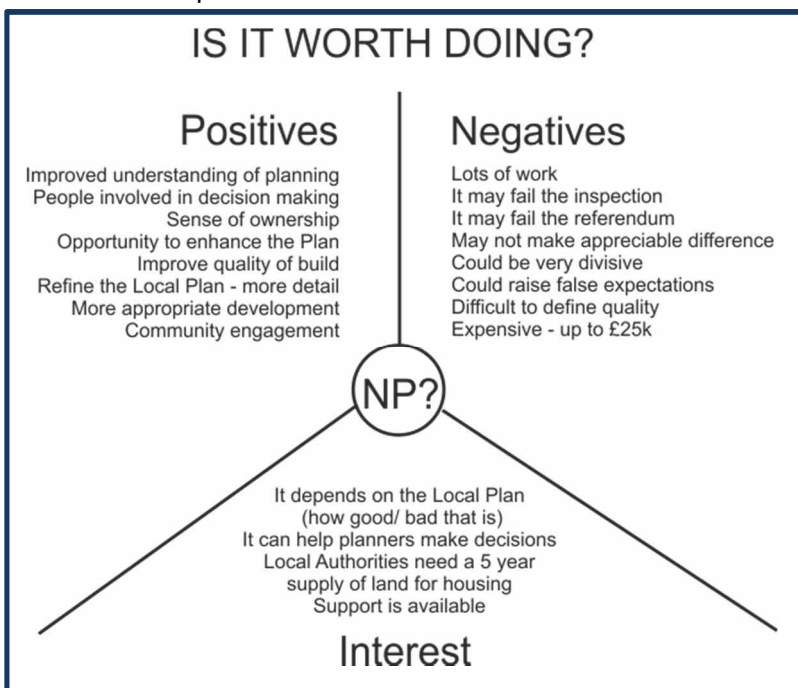 IS IT WORTH DOING?
Positives
Improved understanding of planning
People involved in decision making
Sense of ownership
Opportunity to enhance the Plan
Improve quality of build
Refine the Local Plan - more detail
More appropriate development
Community engagement
Negatives
Lots of work
It may fail the inspection
It may fail the referendum
May not make appreciable difference
Could be very divisive
Could raise false expectations
Difficult to define quality
Expensive - up to £25k
NP?
It depends on the Local Plan
(how good/ bad that is)
It can help planners make decisions
Local Authorities need a 5 year
supply of land for housing
Support is available
Interest